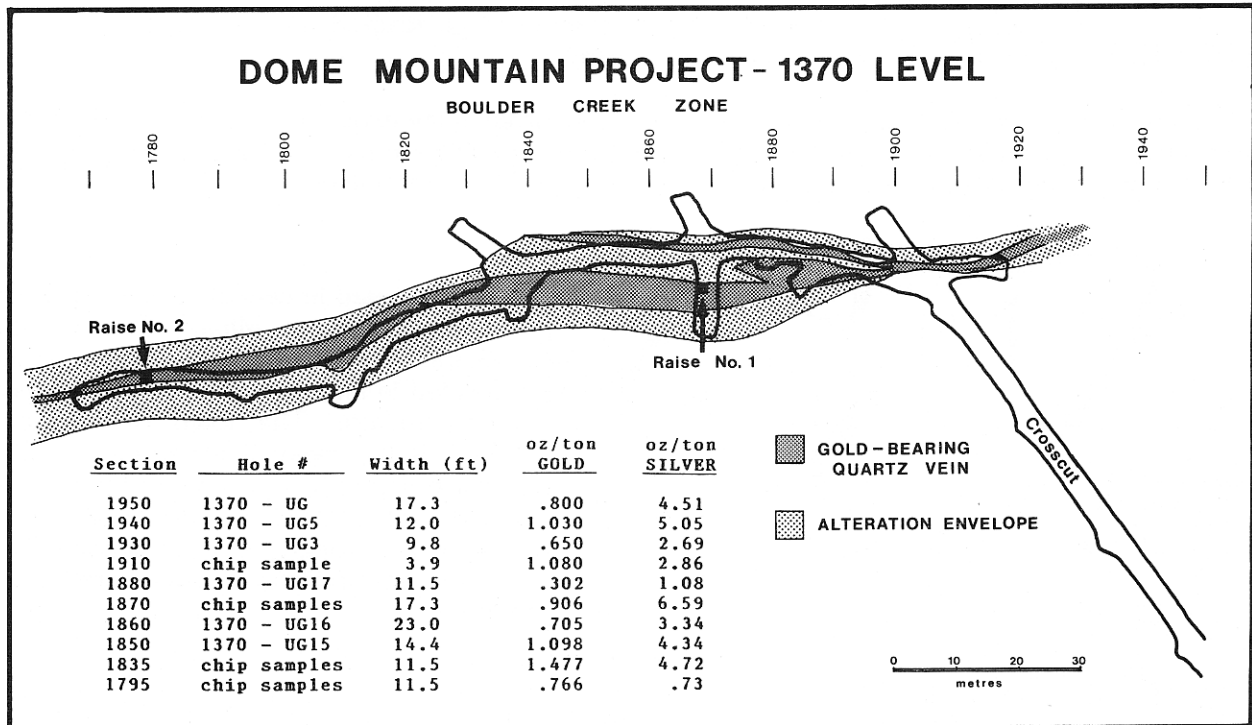 DOME MOUNTAIN PROJECT - 1370 LEVEL
BOULDER CREEK ZONE
1780 1800 1820 1840 1860 1880 1900 1920 1940
Raise No. 2
Raise No. 1
Crosscut
oz/ton oz/ton
Section Hole # Width (ft) GOLD SILVER
1950 1370 - UG 17.3 .800 4.51
1940 1370 - UG5 12.0 1.030 5.05
1930 1370 - UG3 9.8 .650 2.69
1910 chip sample 3.9 1.080 2.86
1880 1370 - UG17 11.5 .302 1.08
1870 chip samples 17.3 .906 6.59
1860 1370 - UG16 23.0 .705 3.34
1850 1370 - UG15 14.4 1.098 4.34
1835 chip samples 11.5 1.477 4.72
1795 chip samples 11.5 .766 .73
GOLD-BEARING
QUARTZ VEIN
ALTERATION ENVELOPE
0 10 20 30
metres